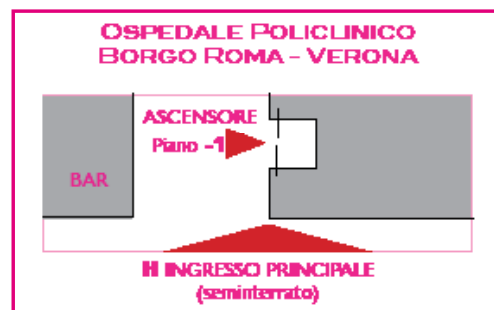 OSPEDALE POLICLINICO
BORGO ROMA - VERONA
ASCENSORE
Piano -1
BAR
H INGRESSO PRINCIPALE
(seminterrato)